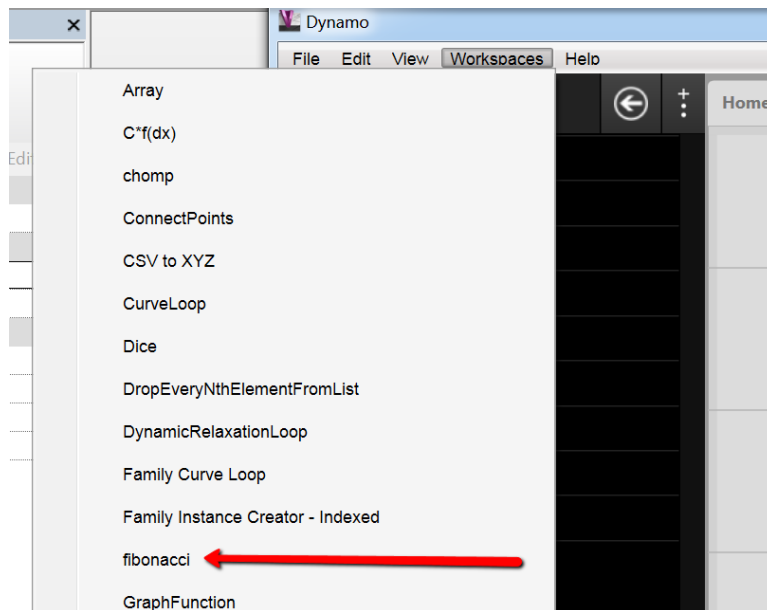 Dynamo
File Edit View Workspaces Help
Home
Edi
Array
C*f(dx)
chomp
ConnectPoints
CSV to XYZ
CurveLoop
Dice
DropEveryNthElementFromList
DynamicRelaxationLoop
Family Curve Loop
Family Instance Creator - Indexed
fibonacci
GraphFunction